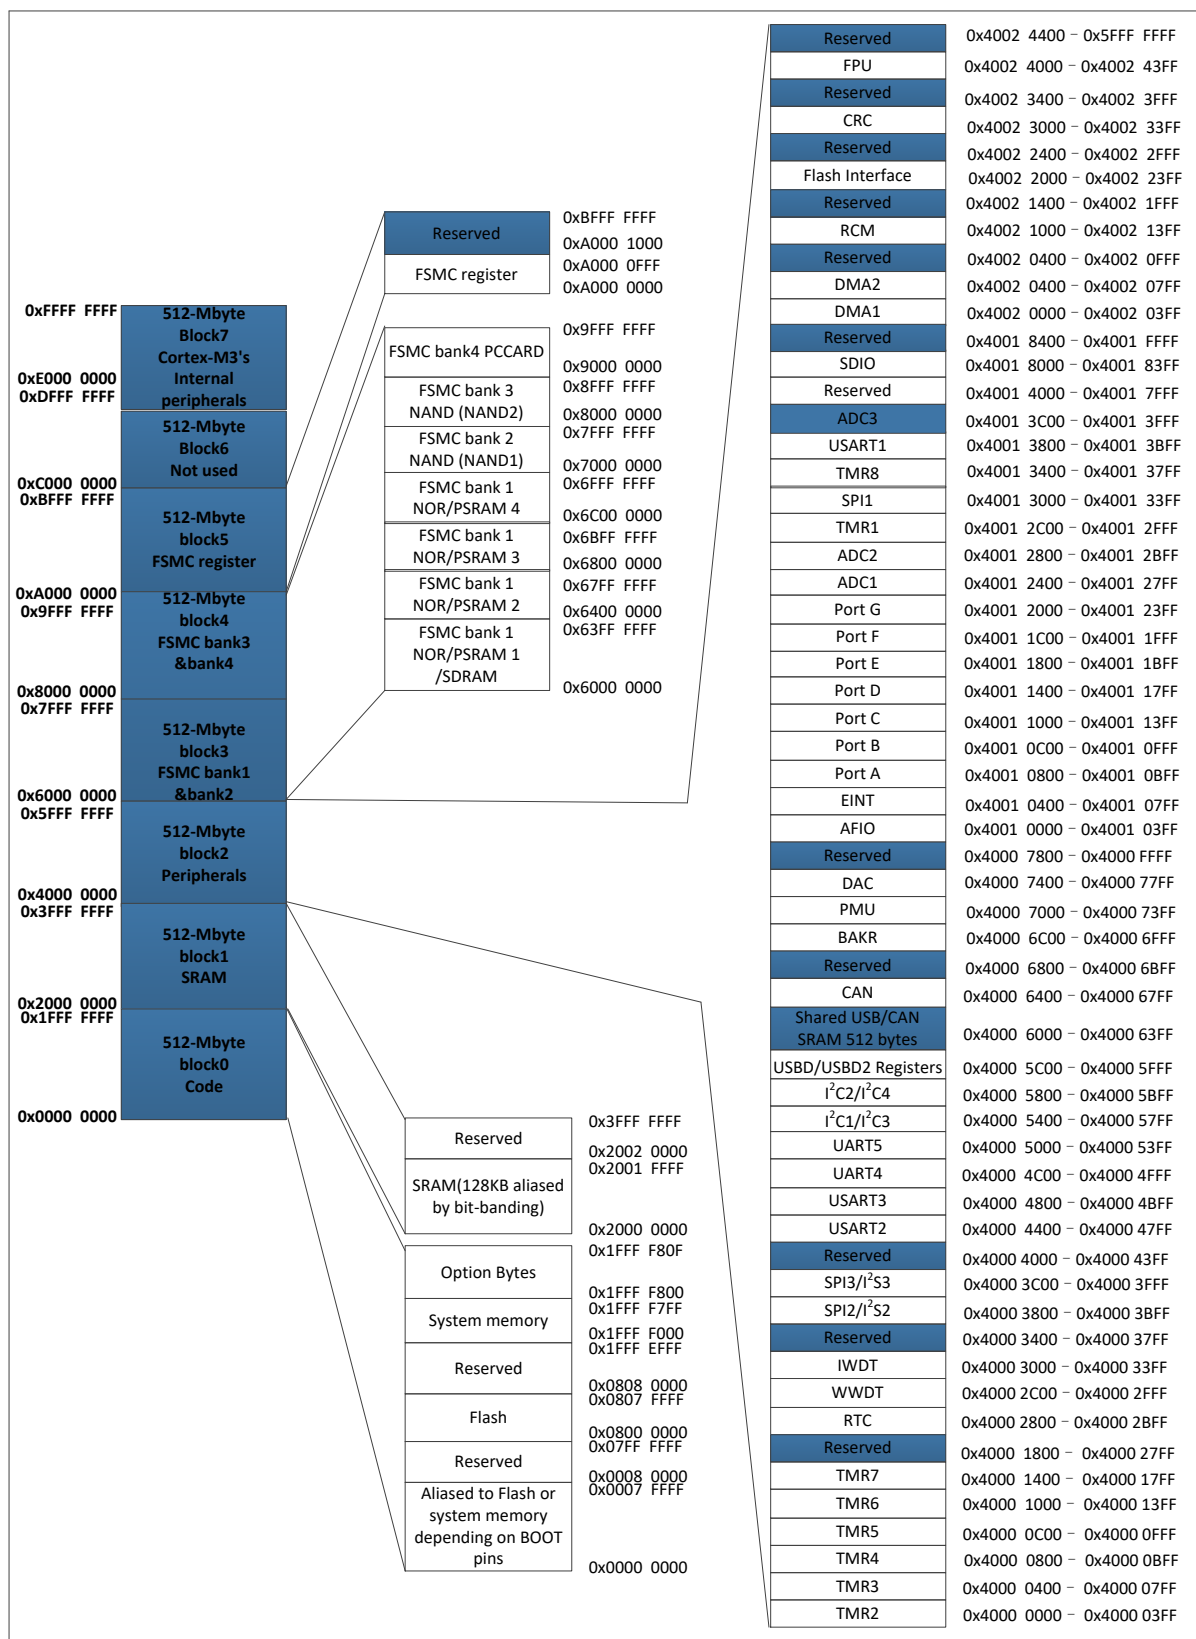 0xFFFF FFFF
512-Mbyte
Block7
Cortex-M3's
Internal
peripherals
0xE000 0000
0xDFFF FFFF
512-Mbyte
Block6
Not used
0xC000 0000
0xBFFF FFFF
512-Mbyte
block5
FSMC register
0xA000 0000
0x9FFF FFFF
512-Mbyte
block4
FSMC bank3
&bank4
0x8000 0000
0x7FFF FFFF
512-Mbyte
block3
FSMC bank1
&bank2
0x6000 0000
0x5FFF FFFF
512-Mbyte
block2
Peripherals
0x4000 0000
0x3FFF FFFF
512-Mbyte
block1
SRAM
0x2000 0000
0x1FFF FFFF
512-Mbyte
block0
Code
0x0000 0000
Reserved
0xBFFF FFFF
0xA000 1000
FSMC register
0xA000 0FFF
0xA000 0000
FSMC bank4 PCCARD
0x9FFF FFFF
0x9000 0000
FSMC bank 3
NAND (NAND2)
0x8FFF FFFF
0x8000 0000
FSMC bank 2
NAND (NAND1)
0x7FFF FFFF
0x7000 0000
FSMC bank 1
NOR/PSRAM 4
0x6FFF FFFF
0x6C00 0000
FSMC bank 1
NOR/PSRAM 3
0x6BFF FFFF
0x6800 0000
FSMC bank 1
NOR/PSRAM 2
0x67FF FFFF
0x6400 0000
FSMC bank 1
NOR/PSRAM 1
/SDRAM
0x63FF FFFF
0x6000 0000
Reserved
0x3FFF FFFF
0x2002 0000
SRAM(128KB aliased
by bit-banding)
0x2001 FFFF
0x2000 0000
Option Bytes
0x1FFF F80F
0x1FFF F800
System memory
0x1FFF F7FF
0x1FFF F000
Reserved
0x1FFF EFFF
0x0808 0000
Flash
0x0807 FFFF
0x0800 0000
Reserved
0x07FF FFFF
0x0008 0000
Aliased to Flash or
system memory
depending on BOOT
pins
0x0007 FFFF
0x0000 0000
Reserved 0x4002 4400 – 0x5FFF FFFF
FPU 0x4002 4000 – 0x4002 43FF
Reserved 0x4002 3400 – 0x4002 3FFF
CRC 0x4002 3000 – 0x4002 33FF
Reserved 0x4002 2400 – 0x4002 2FFF
Flash Interface 0x4002 2000 – 0x4002 23FF
Reserved 0x4002 1400 – 0x4002 1FFF
RCM 0x4002 1000 – 0x4002 13FF
Reserved 0x4002 0400 – 0x4002 0FFF
DMA2 0x4002 0400 – 0x4002 07FF
DMA1 0x4002 0000 – 0x4002 03FF
Reserved 0x4001 8400 – 0x4001 FFFF
SDIO 0x4001 8000 – 0x4001 83FF
Reserved 0x4001 4000 – 0x4001 7FFF
ADC3 0x4001 3C00 – 0x4001 3FFF
USART1 0x4001 3800 – 0x4001 3BFF
TMR8 0x4001 3400 – 0x4001 37FF
SPI1 0x4001 3000 – 0x4001 33FF
TMR1 0x4001 2C00 – 0x4001 2FFF
ADC2 0x4001 2800 – 0x4001 2BFF
ADC1 0x4001 2400 – 0x4001 27FF
Port G 0x4001 2000 – 0x4001 23FF
Port F 0x4001 1C00 – 0x4001 1FFF
Port E 0x4001 1800 – 0x4001 1BFF
Port D 0x4001 1400 – 0x4001 17FF
Port C 0x4001 1000 – 0x4001 13FF
Port B 0x4001 0C00 – 0x4001 0FFF
Port A 0x4001 0800 – 0x4001 0BFF
EINT 0x4001 0400 – 0x4001 07FF
AFIO 0x4001 0000 – 0x4001 03FF
Reserved 0x4000 7800 – 0x4000 FFFF
DAC 0x4000 7400 – 0x4000 77FF
PMU 0x4000 7000 – 0x4000 73FF
BAKR 0x4000 6C00 – 0x4000 6FFF
Reserved 0x4000 6800 – 0x4000 6BFF
CAN 0x4000 6400 – 0x4000 67FF
Shared USB/CAN
SRAM 512 bytes 0x4000 6000 – 0x4000 63FF
USBD/USBD2 Registers 0x4000 5C00 – 0x4000 5FFF
I²C2/I²C4 0x4000 5800 – 0x4000 5BFF
I²C1/I²C3 0x4000 5400 – 0x4000 57FF
UART5 0x4000 5000 – 0x4000 53FF
UART4 0x4000 4C00 – 0x4000 4FFF
USART3 0x4000 4800 – 0x4000 4BFF
USART2 0x4000 4400 – 0x4000 47FF
Reserved 0x4000 4000 – 0x4000 43FF
SPI3/I²S3 0x4000 3C00 – 0x4000 3FFF
SPI2/I²S2 0x4000 3800 – 0x4000 3BFF
Reserved 0x4000 3400 – 0x4000 37FF
IWDT 0x4000 3000 – 0x4000 33FF
WWDT 0x4000 2C00 – 0x4000 2FFF
RTC 0x4000 2800 – 0x4000 2BFF
Reserved 0x4000 1800 – 0x4000 27FF
TMR7 0x4000 1400 – 0x4000 17FF
TMR6 0x4000 1000 – 0x4000 13FF
TMR5 0x4000 0C00 – 0x4000 0FFF
TMR4 0x4000 0800 – 0x4000 0BFF
TMR3 0x4000 0400 – 0x4000 07FF
TMR2 0x4000 0000 – 0x4000 03FF